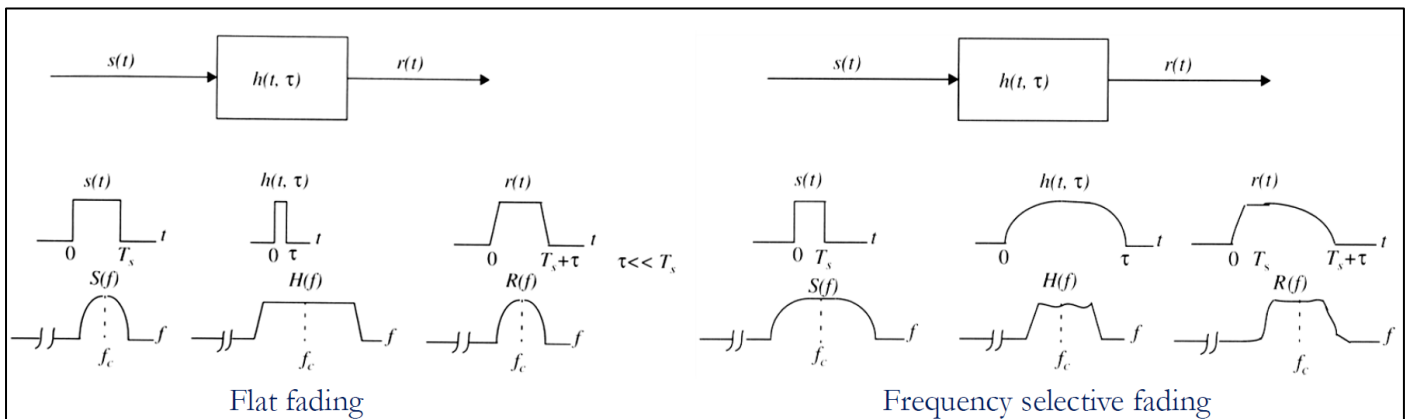 s(t)
h(t, τ)
r(t)
s(t)
h(t, τ)
r(t)
s(t)
h(t, τ)
r(t)
0 T_s t
0 τ t
0 T_s+τ t
τ<< T_s
S(f)
H(f)
R(f)
f_c f
f_c f
f_c f
Flat fading
s(t)
h(t, τ)
r(t)
0 T_s t
0 τ t
0 T_s T_s+τ t
S(f)
H(f)
R(f)
f_c f
f_c f
f_c f
Frequency selective fading